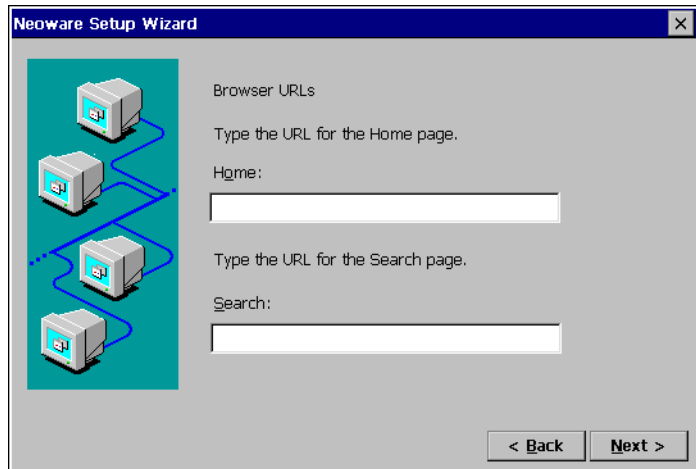 Neoware Setup Wizard
Browser URLs
Type the URL for the Home page.
Home:
Type the URL for the Search page.
Search:
< Back Next >